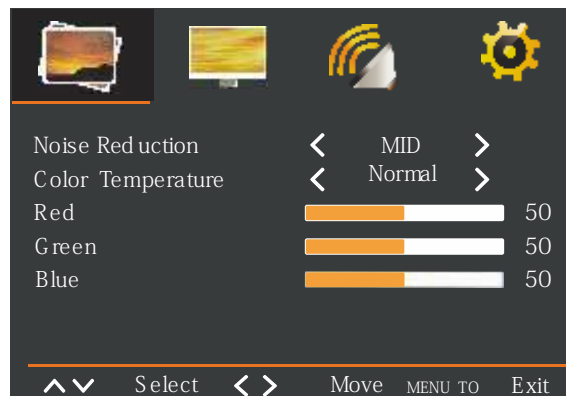 Noise Reduction MID
Color Temperature Normal
Red 50
Green 50
Blue 50
Select Move MENU TO Exit